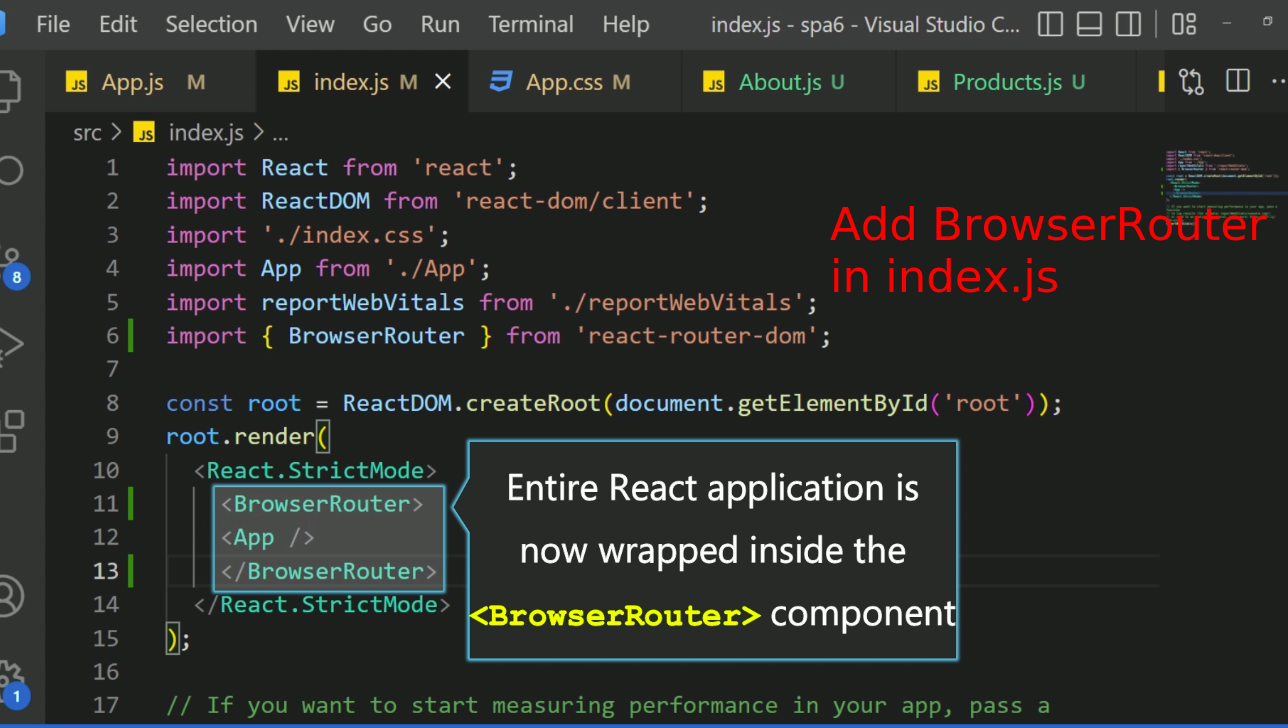 File Edit Selection View Go Run Terminal Help index.js - spa6 - Visual Studio C...
JS App.js M JS index.js M App.css M JS About.js U JS Products.js U
src > JS index.js > ...
1 import React from 'react';
2 import ReactDOM from 'react-dom/client';
3 import './index.css';
4 import App from './App';
5 import reportWebVitals from './reportWebVitals';
6 import { BrowserRouter } from 'react-router-dom';
7
8 const root = ReactDOM.createRoot(document.getElementById('root'));
9 root.render(
10 <React.StrictMode>
11 <BrowserRouter>
12 <App />
13 </BrowserRouter>
14 </React.StrictMode>
15 );
16
17 // If you want to start measuring performance in your app, pass a
Add BrowserRouter
in index.js
Entire React application is
now wrapped inside the
<BrowserRouter> component
8
1